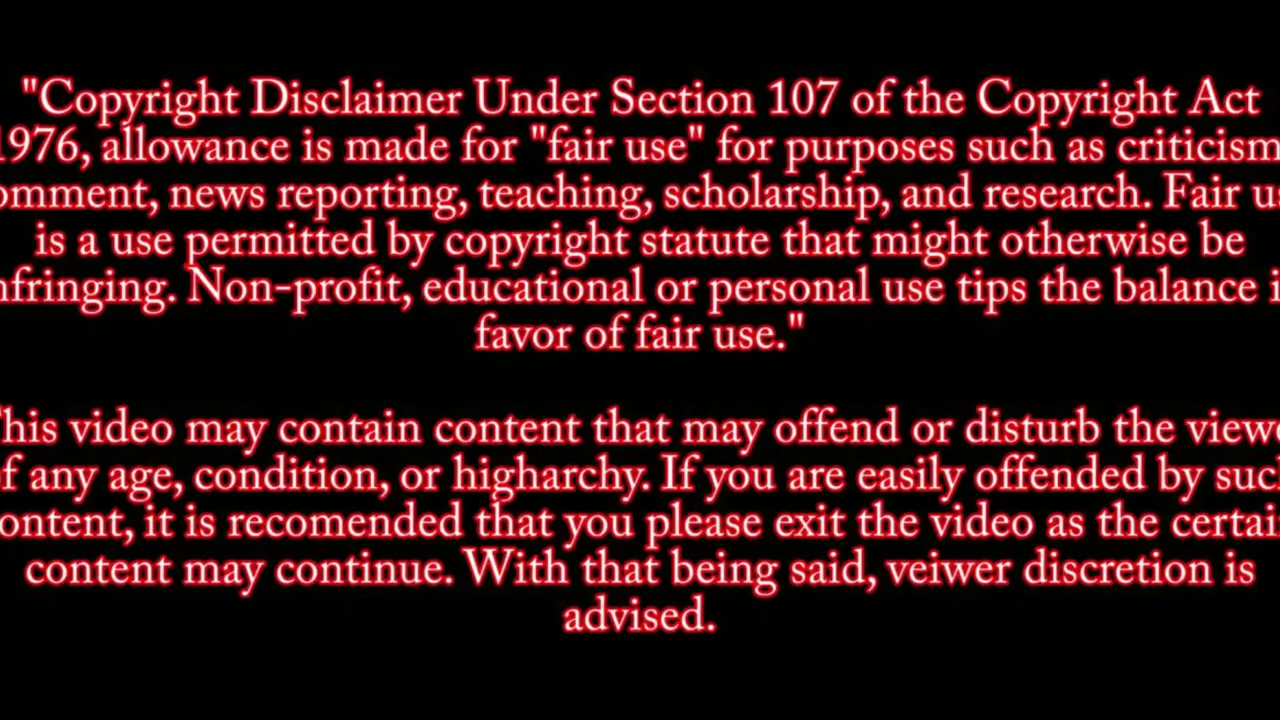 "Copyright Disclaimer Under Section 107 of the Copyright Act
1976, allowance is made for "fair use" for purposes such as criticism
omment, news reporting, teaching, scholarship, and research. Fair u
is a use permitted by copyright statute that might otherwise be
nfringing. Non-profit, educational or personal use tips the balance i
favor of fair use."
This video may contain content that may offend or disturb the viewe
of any age, condition, or higharchy. If you are easily offended by such
ontent, it is recomended that you please exit the video as the certai
content may continue. With that being said, veiwer discretion is
advised.